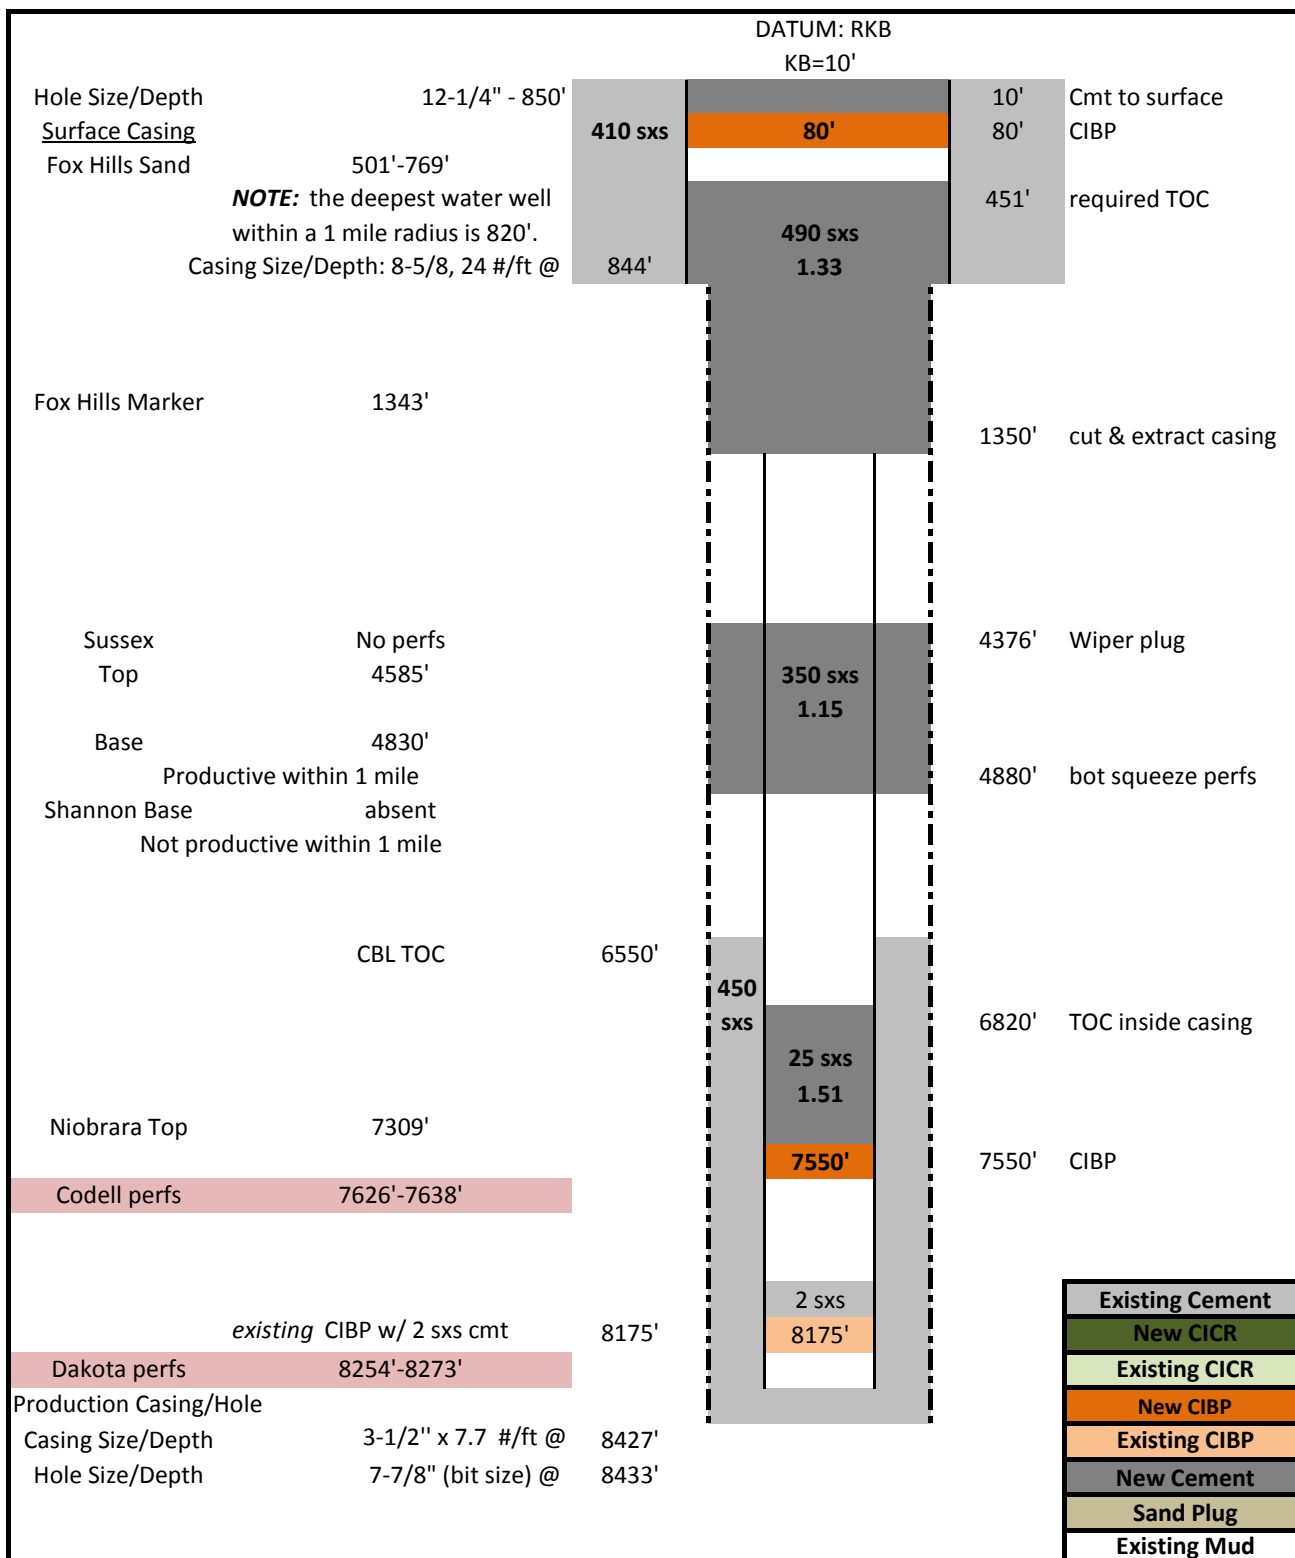 DATUM: RKB
KB=10'
Hole Size/Depth 12-1/4" - 850' 10' Cmt to surface
Surface Casing 410 sxs 80' 80' CIBP
Fox Hills Sand 501'-769'
NOTE: the deepest water well 451' required TOC
within a 1 mile radius is 820'. 490 sxs
Casing Size/Depth: 8-5/8, 24 #/ft @ 844' 1.33
Fox Hills Marker 1343'
1350' cut & extract casing
Sussex No perfs 4376' Wiper plug
Top 4585' 350 sxs
1.15
Base 4830'
Productive within 1 mile 4880' bot squeeze perfs
Shannon Base absent
Not productive within 1 mile
CBL TOC 6550'
450
sxs 6820' TOC inside casing
25 sxs
1.51
Niobrara Top 7309'
7550' 7550' CIBP
Codell perfs 7626'-7638'
2 sxs Existing Cement
existing CIBP w/ 2 sxs cmt 8175' 8175' New CICR
Dakota perfs 8254'-8273' Existing CICR
Production Casing/Hole New CIBP
Casing Size/Depth 3-1/2'' x 7.7 #/ft @ 8427' Existing CIBP
Hole Size/Depth 7-7/8" (bit size) @ 8433' New Cement
Sand Plug
Existing Mud